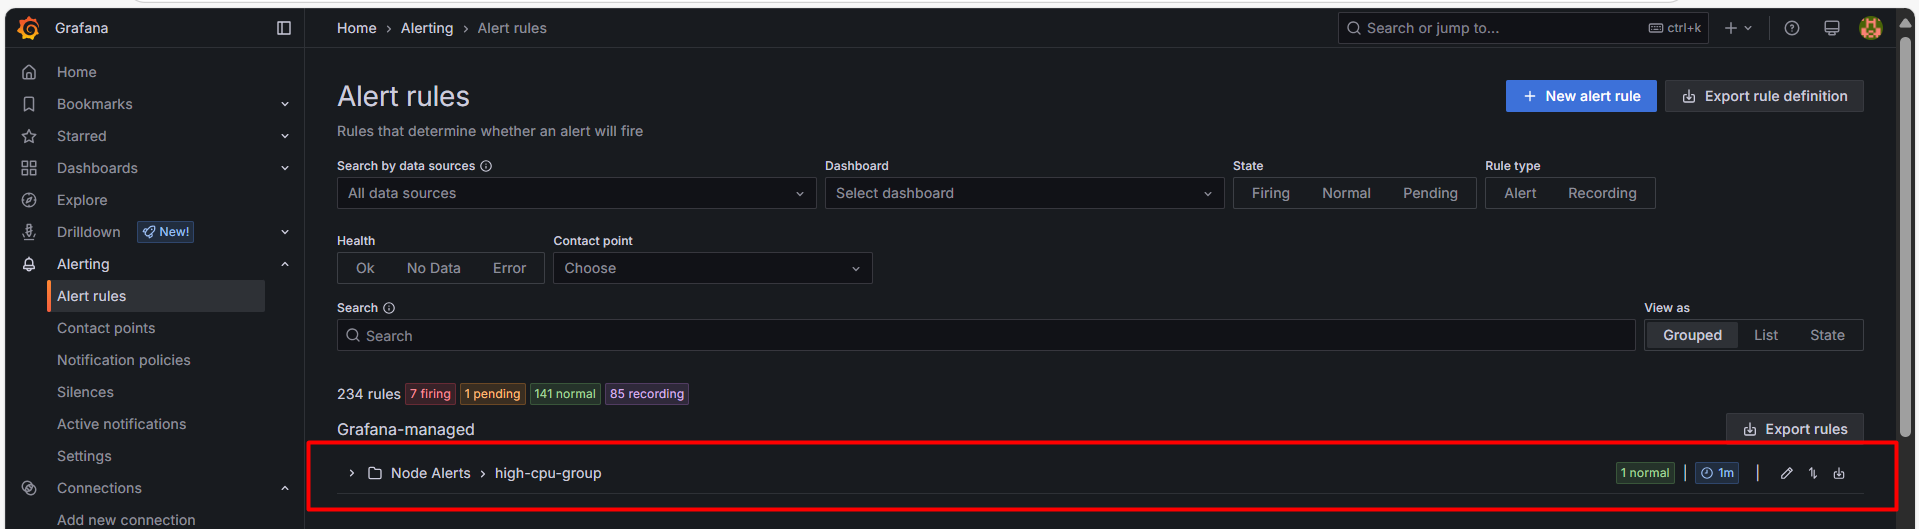 Grafana
Home > Alerting > Alert rules
Search or jump to... ctrl+k
Home
Bookmarks
Starred
Dashboards
Explore
Drilldown New!
Alerting
Alert rules
Contact points
Notification policies
Silences
Active notifications
Settings
Connections
Add new connection
Alert rules
New alert rule Export rule definition
Rules that determine whether an alert will fire
Search by data sources Dashboard State Rule type
All data sources Select dashboard Firing Normal Pending Alert Recording
Health Contact point
Ok No Data Error Choose
Search View as
Search Grouped List State
234 rules 7 firing 1 pending 141 normal 85 recording
Grafana-managed Export rules
Node Alerts > high-cpu-group 1 normal 1m